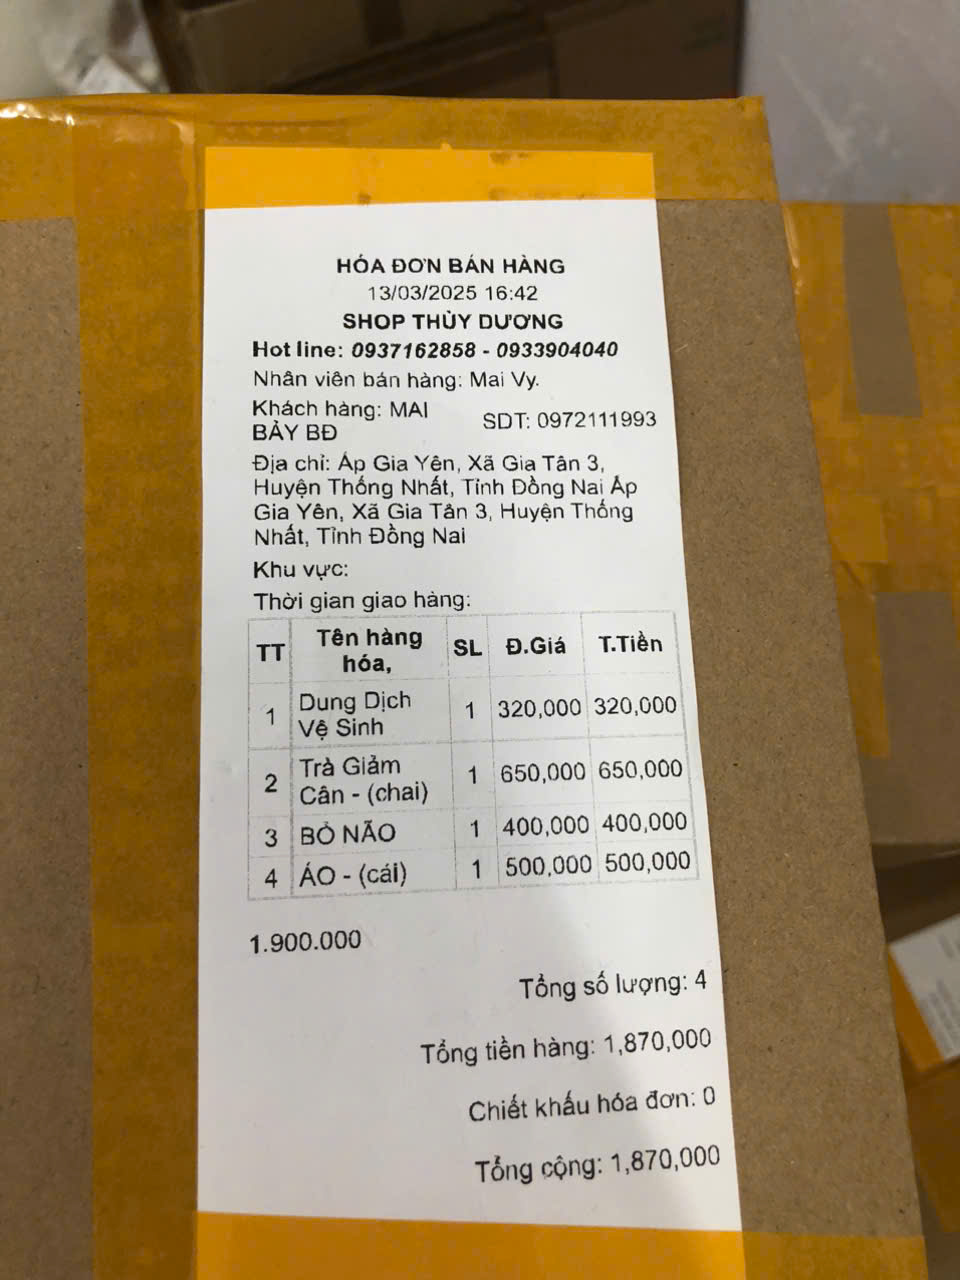 HÓA ĐƠN BÁN HÀNG
13/03/2025 16:42
SHOP THÙY DƯƠNG
Hot line: 0937162858 - 0933904040
Nhân viên bán hàng: Mai Vy.
Khách hàng: MAI BẢY BĐ SDT: 0972111993
Địa chỉ: Ấp Gia Yên, Xã Gia Tân 3,
Huyện Thống Nhất, Tỉnh Đồng Nai Ấp
Gia Yên, Xã Gia Tân 3, Huyện Thống
Nhất, Tỉnh Đồng Nai
Khu vực:
Thời gian giao hàng:
TT Tên hàng hóa, SL Đ.Giá T.Tiền
1 Dung Dịch Vệ Sinh 1 320,000 320,000
2 Trà Giảm Cân - (chai) 1 650,000 650,000
3 BỔ NÃO 1 400,000 400,000
4 ÁO - (cái) 1 500,000 500,000
1.900.000
Tổng số lượng: 4
Tổng tiền hàng: 1,870,000
Chiết khấu hóa đơn: 0
Tổng cộng: 1,870,000